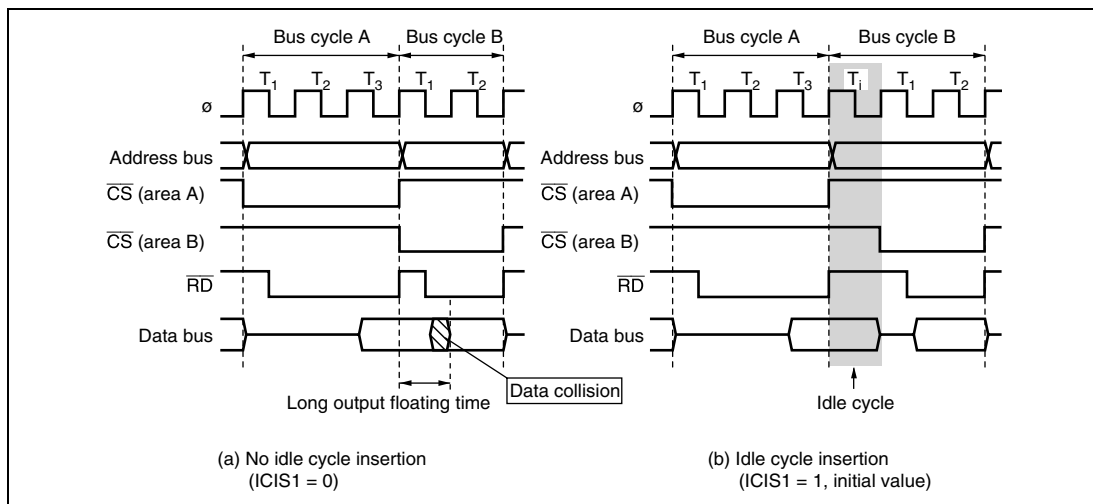 Bus cycle A Bus cycle B
T1 T2 T3 T1 T2
ø
Address bus
CS (area A)
CS (area B)
RD
Data bus
Data collision
Long output floating time
(a) No idle cycle insertion
(ICIS1 = 0)
Bus cycle A Bus cycle B
T1 T2 T3 Ti T1 T2
ø
Address bus
CS (area A)
CS (area B)
RD
Data bus
Idle cycle
(b) Idle cycle insertion
(ICIS1 = 1, initial value)